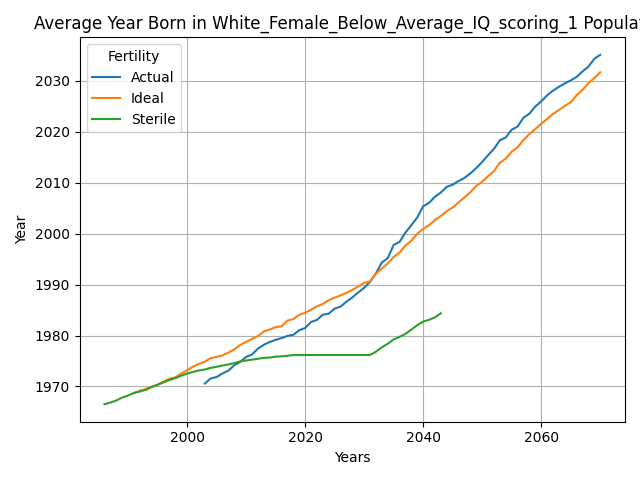 Average Year Born in White_Female_Below_Average_IQ_scoring_1 Popula
Fertility
Actual
Ideal
Sterile
2030
2020
2010
2000
1990
1980
1970
Year
2000 2020 2040 2060
Years